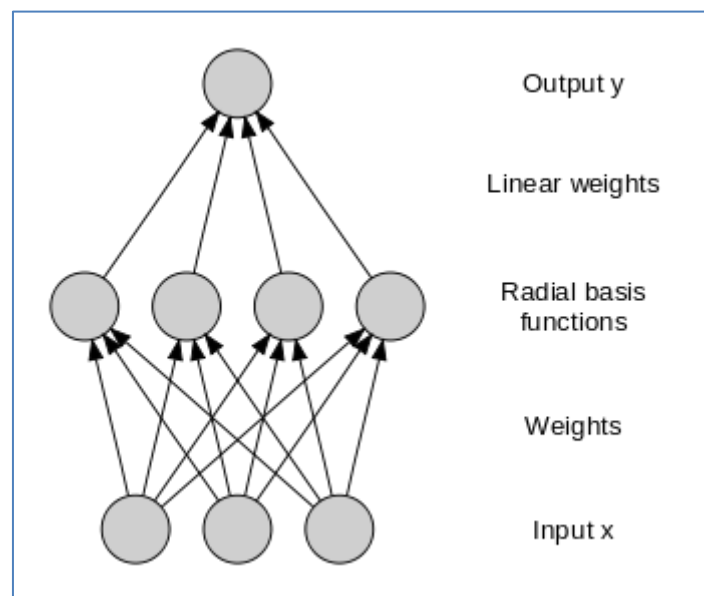 Output y
Linear weights
Radial basis
functions
Weights
Input x